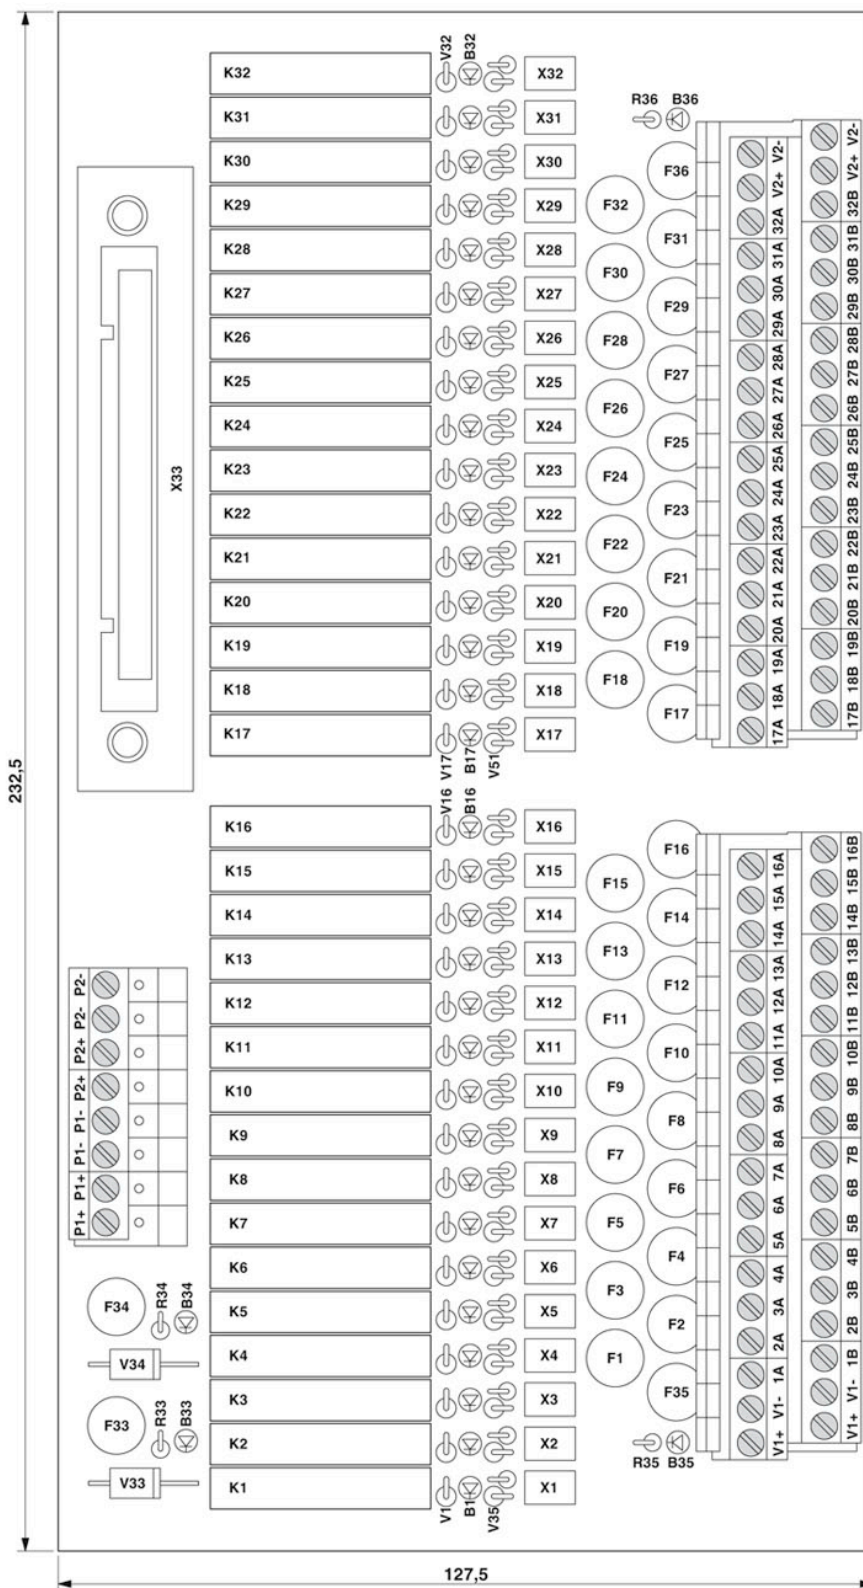 V32 B32
K32 X32
R36 B36
K31 X31
K30 X30
K29 X29
K28 X28
K27 X27
K26 X26
K25 X25
K24 X24
K23 X23
K22 X22
K21 X21
K20 X20
K19 X19
K18 X18
K17 X17
V17 B17 V51
X33
F36
F32
F31
F30
F29
F28
F27
F26
F25
F24
F23
F22
F21
F20
F19
F18
F17
V2-
V2+
32A
31A
30A
29A
28A
27A
26A
25A
24A
23A
22A
21A
20A
19A
18A
17A
V2-
V2+
32B
31B
30B
29B
28B
27B
26B
25B
24B
23B
22B
21B
20B
19B
18B
17B
232,5
V16 B16
K16 X16
K15 X15
K14 X14
K13 X13
K12 X12
K11 X11
K10 X10
K9 X9
K8 X8
K7 X7
K6 X6
K5 X5
K4 X4
K3 X3
K2 X2
K1 X1
V1 B1 V35
P2-
P2-
P2+
P2+
P1-
P1-
P1+
P1+
F34 R34 B34
V34
F33 R33 B33
V33
F16
F15
F14
F13
F12
F11
F10
F9
F8
F7
F6
F5
F4
F3
F2
F1
F35
R35 B35
16A
15A
14A
13A
12A
11A
10A
9A
8A
7A
6A
5A
4A
3A
2A
1A
V1-
V1+
16B
15B
14B
13B
12B
11B
10B
9B
8B
7B
6B
5B
4B
3B
2B
1B
V1-
V1+
127,5